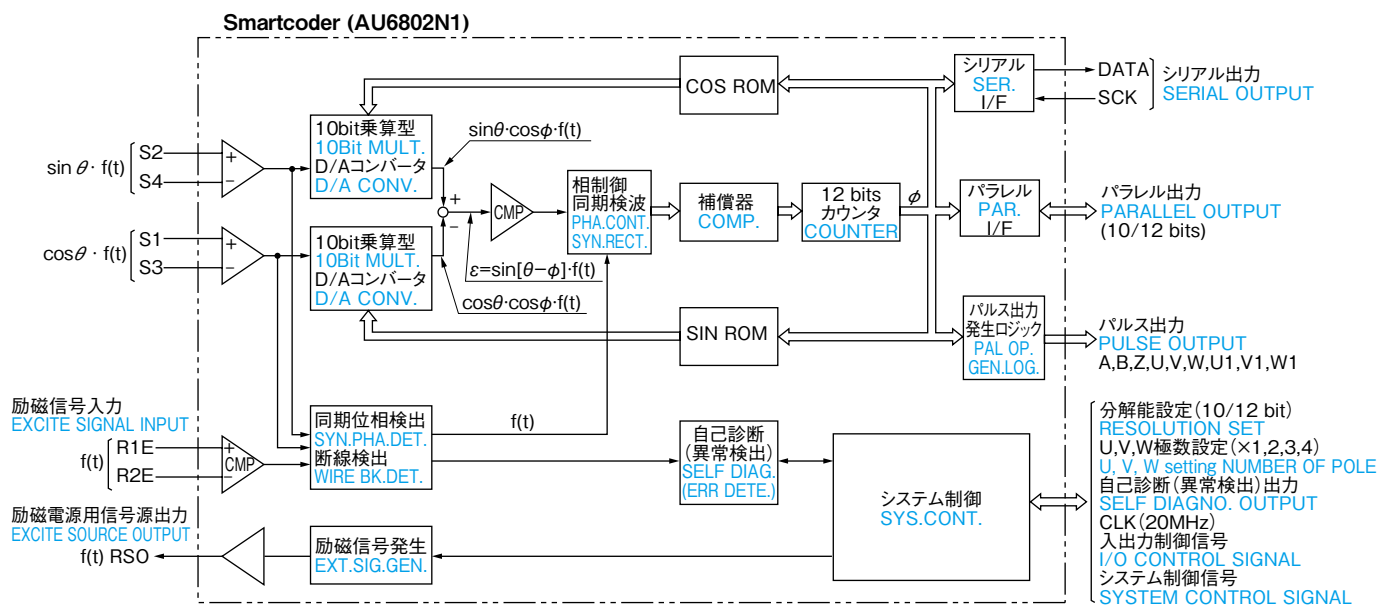 Smartcoder (AU6802N1)
COS ROM
シリアル
SER.
I/F
DATA
SCK
シリアル出力
SERIAL OUTPUT
sin θ · f(t)
S2
S4
+
−
10bit乗算型
10Bit MULT.
D/Aコンバータ
D/A CONV.
sinθ·cosφ·f(t)
+
−
CMP
相制御
同期検波
PHA.CONT.
SYN.RECT.
補償器
COMP.
12 bits
カウンタ
COUNTER
φ
パラレル
PAR.
I/F
パラレル出力
PARALLEL OUTPUT
(10/12 bits)
cosθ · f(t)
S1
S3
+
−
10bit乗算型
10Bit MULT.
D/Aコンバータ
D/A CONV.
ε=sin[θ−φ]·f(t)
cosθ·cosφ·f(t)
SIN ROM
パルス出力
発生ロジック
PAL OP.
GEN.LOG.
パルス出力
PULSE OUTPUT
A,B,Z,U,V,W,U1,V1,W1
励磁信号入力
EXCITE SIGNAL INPUT
f(t)
R1E
R2E
+
−
CMP
同期位相検出
SYN.PHA.DET.
断線検出
WIRE BK.DET.
f(t)
自己診断
(異常検出)
SELF DIAG.
(ERR DETE.)
システム制御
SYS.CONT.
分解能設定(10/12 bit)
RESOLUTION SET
U,V,W極数設定(×1,2,3,4)
U, V, W setting NUMBER OF POLE
自己診断(異常検出)出力
SELF DIAGNO. OUTPUT
CLK(20MHz)
入出力制御信号
I/O CONTROL SIGNAL
システム制御信号
SYSTEM CONTROL SIGNAL
励磁電源用信号源出力
EXCITE SOURCE OUTPUT
f(t) RSO
励磁信号発生
EXT.SIG.GEN.